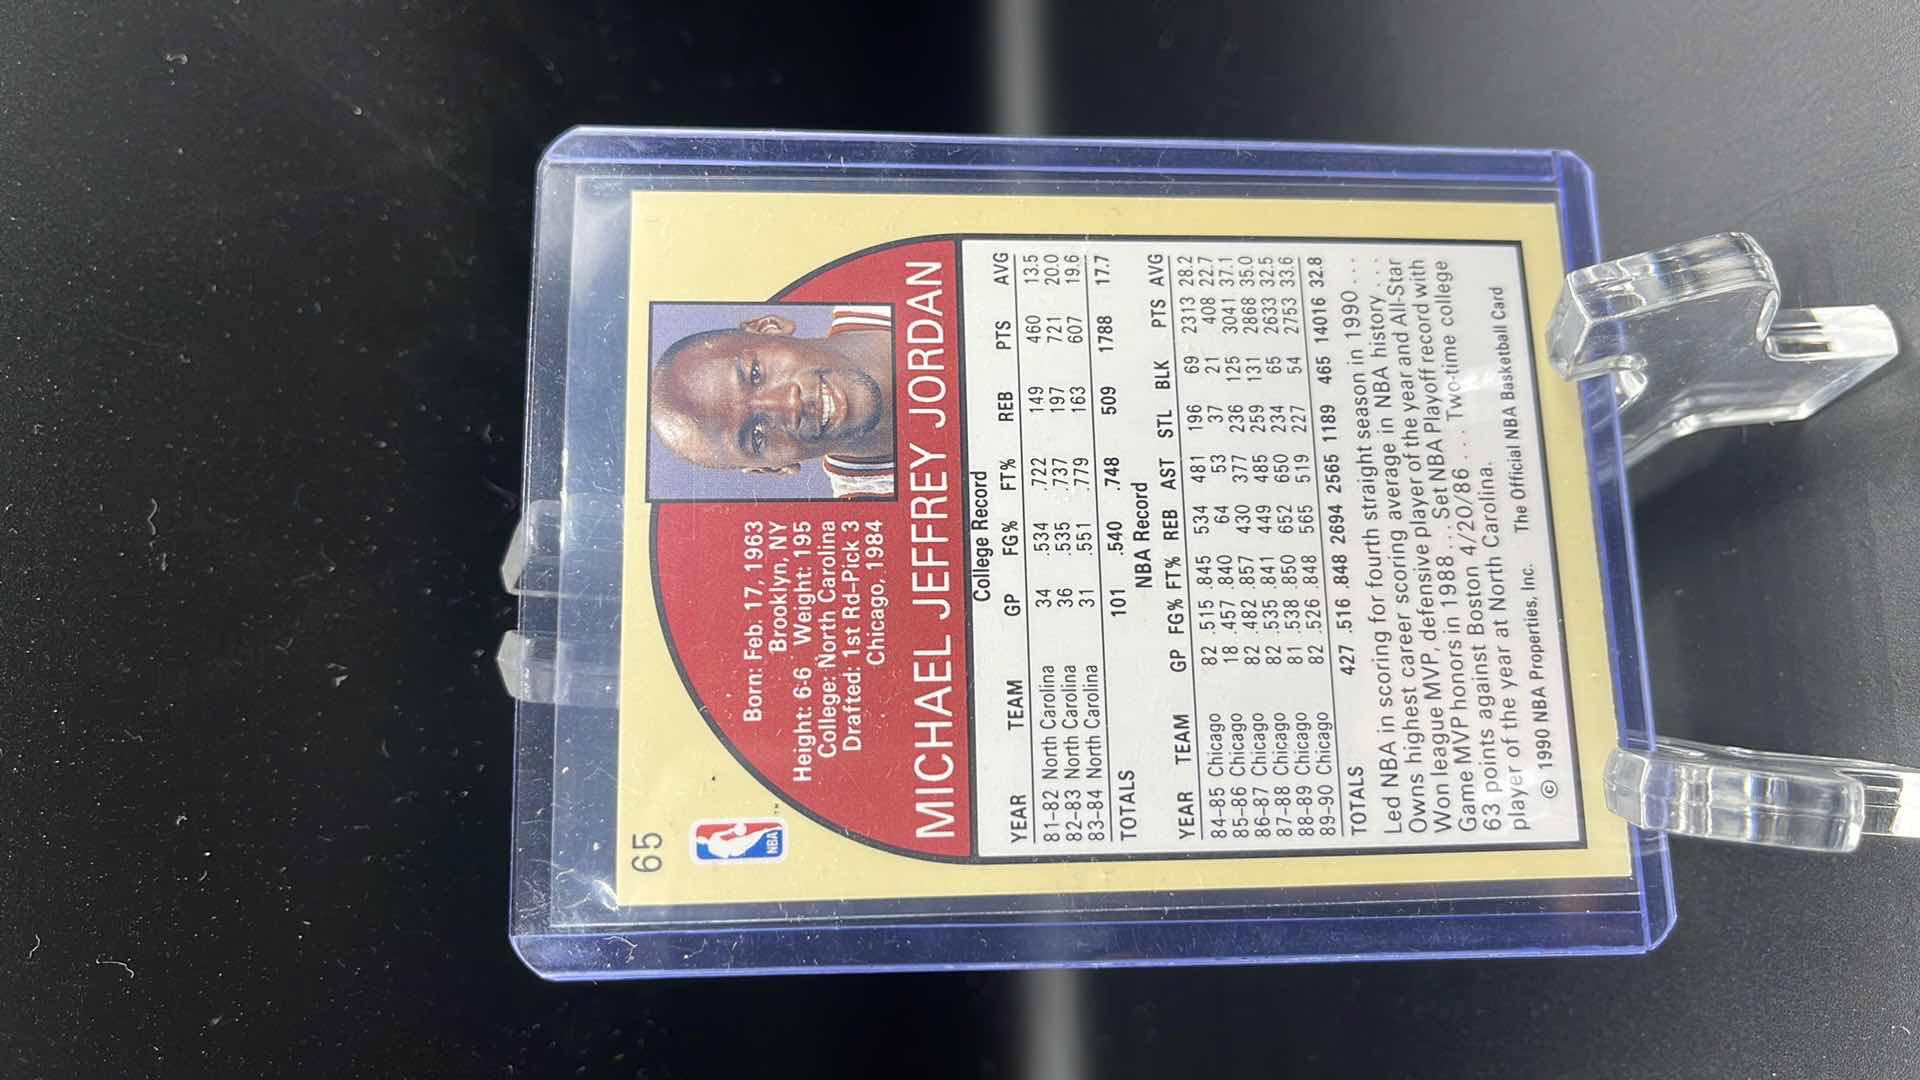 65
NBA
TM
Born: Feb. 17, 1963
Brooklyn, NY
Height: 6-6 Weight: 195
College: North Carolina
Drafted: 1st Rd-Pick 3
Chicago, 1984
MICHAEL JEFFREY JORDAN
College Record
YEAR TEAM GP FG% FT% REB PTS AVG
81-82 North Carolina 34 .534 .722 149 460 13.5
82-83 North Carolina 36 .535 .737 197 721 20.0
83-84 North Carolina 31 .551 .779 163 607 19.6
TOTALS 101 .540 .748 509 1788 17.7
NBA Record
YEAR TEAM GP FG% FT% REB AST STL BLK PTS AVG
84-85 Chicago 82 .515 .845 534 481 196 69 2313 28.2
85-86 Chicago 18 .457 .840 64 53 37 21 408 22.7
86-87 Chicago 82 .482 .857 430 377 236 125 3041 37.1
87-88 Chicago 82 .535 .841 449 485 259 131 2868 35.0
88-89 Chicago 81 .538 .850 652 650 234 65 2633 32.5
89-90 Chicago 82 .526 .848 565 519 227 54 2753 33.6
TOTALS 427 .516 .848 2694 2565 1189 465 14016 32.8
Led NBA in scoring for fourth straight season in 1990 . . .
Owns highest career scoring average in NBA history . . .
Won league MVP, defensive player of the year and All-Star
Game MVP honors in 1988 . . . Set NBA Playoff record with
63 points against Boston 4/20/86 . . . Two-time college
player of the year at North Carolina.
© 1990 NBA Properties, Inc. The Official NBA Basketball Card